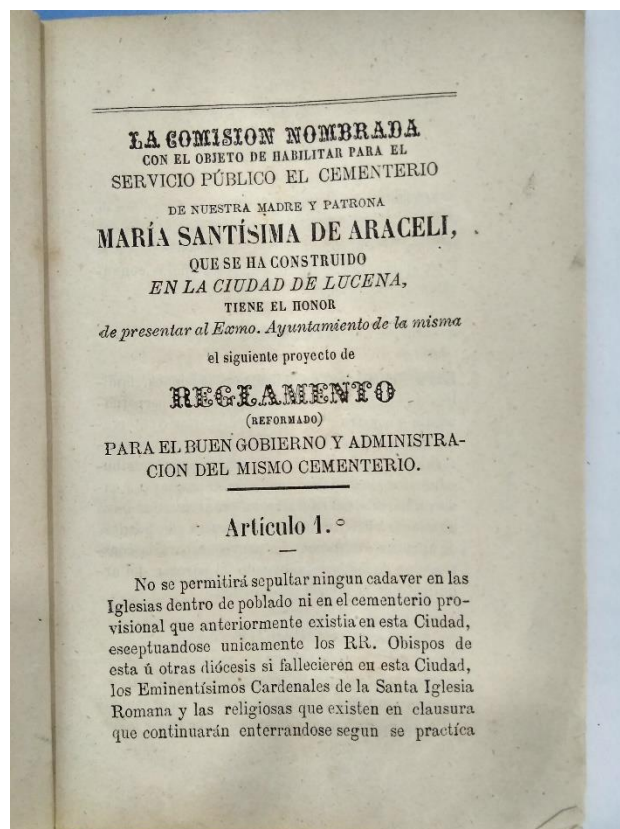 LA COMISION NOMBRADA
CON EL OBJETO DE HABILITAR PARA EL
SERVICIO PÚBLICO EL CEMENTERIO
DE NUESTRA MADRE Y PATRONA
MARÍA SANTÍSIMA DE ARACELI,
QUE SE HA CONSTRUIDO
EN LA CIUDAD DE LUCENA,
TIENE EL HONOR
de presentar al Exmo. Ayuntamiento de la misma
el siguiente proyecto de
REGLAMENTO
(REFORMADO)
PARA EL BUEN GOBIERNO Y ADMINISTRA-
CION DEL MISMO CEMENTERIO.
Artículo 1.º
No se permitirá sepultar ningun cadaver en las
Iglesias dentro de poblado ni en el cementerio pro-
visional que anteriormente existia en esta Ciudad,
esceptuandose unicamente los RR. Obispos de
esta ú otras diócesis si fallecieren en esta Ciudad,
los Eminentísimos Cardenales de la Santa Iglesia
Romana y las religiosas que existen en clausura
que continuarán enterrandose segun se practíca